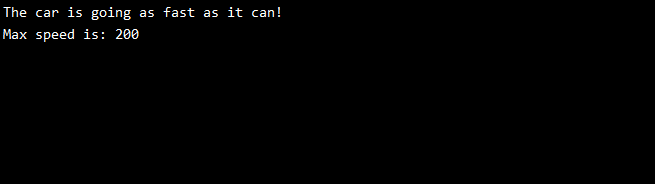 The car is going as fast as it can!
Max speed is: 200